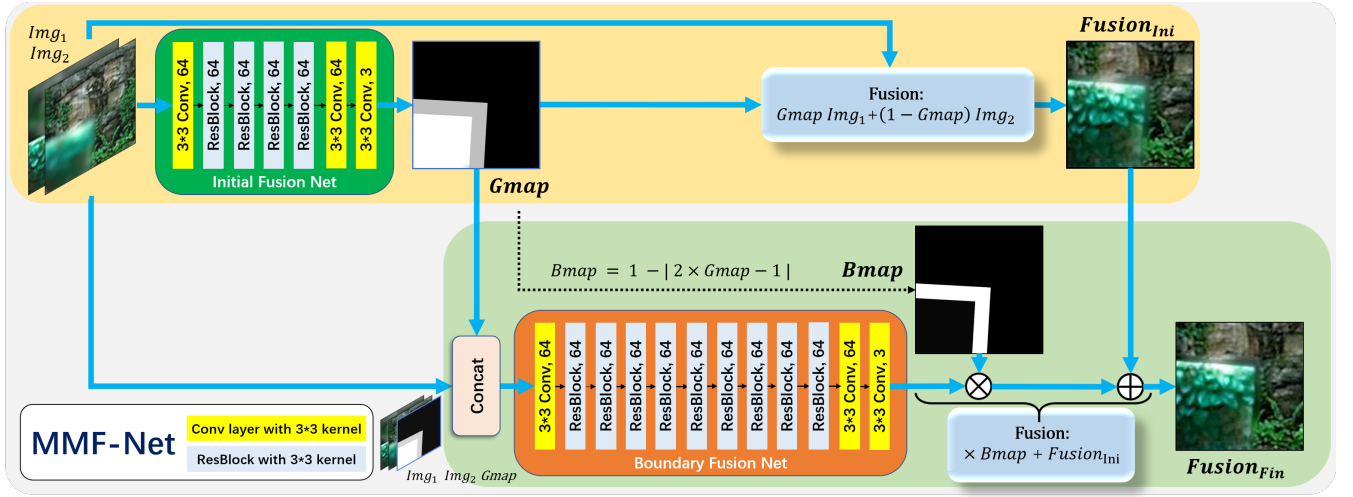 Img₁
Img₂
3*3 Conv, 64
ResBlock, 64
ResBlock, 64
ResBlock, 64
ResBlock, 64
3*3 Conv, 64
3*3 Conv, 3
Initial Fusion Net
Gmap
Fusion:
Gmap Img₁+(1 − Gmap) Img₂
Fusion_Ini
Bmap = 1 −| 2 × Gmap − 1 |
Bmap
Concat
3*3 Conv, 64
ResBlock, 64
ResBlock, 64
ResBlock, 64
ResBlock, 64
ResBlock, 64
ResBlock, 64
ResBlock, 64
ResBlock, 64
ResBlock, 64
3*3 Conv, 64
3*3 Conv, 3
Boundary Fusion Net
Fusion:
× Bmap + Fusion_Ini
Fusion_Fin
MMF-Net
Conv layer with 3*3 kernel
ResBlock with 3*3 kernel
Img₁ Img₂ Gmap